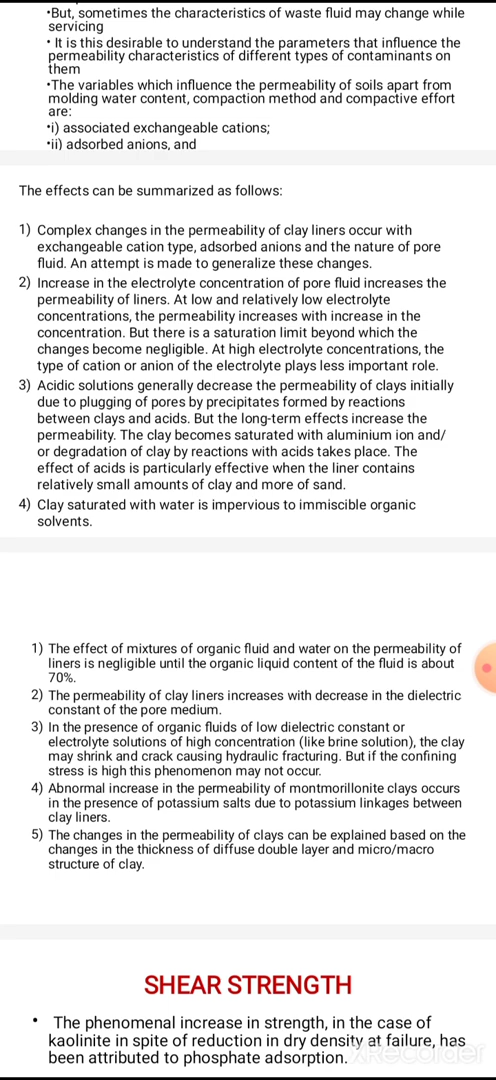 •But, sometimes the characteristics of waste fluid may change while
servicing
• It is this desirable to understand the parameters that influence the
permeability characteristics of different types of contaminants on
them
•The variables which influence the permeability of soils apart from
molding water content, compaction method and compactive effort
are:
•i) associated exchangeable cations;
•ii) adsorbed anions, and
The effects can be summarized as follows:
1) Complex changes in the permeability of clay liners occur with
exchangeable cation type, adsorbed anions and the nature of pore
fluid. An attempt is made to generalize these changes.
2) Increase in the electrolyte concentration of pore fluid increases the
permeability of liners. At low and relatively low electrolyte
concentrations, the permeability increases with increase in the
concentration. But there is a saturation limit beyond which the
changes become negligible. At high electrolyte concentrations, the
type of cation or anion of the electrolyte plays less important role.
3) Acidic solutions generally decrease the permeability of clays initially
due to plugging of pores by precipitates formed by reactions
between clays and acids. But the long-term effects increase the
permeability. The clay becomes saturated with aluminium ion and/
or degradation of clay by reactions with acids takes place. The
effect of acids is particularly effective when the liner contains
relatively small amounts of clay and more of sand.
4) Clay saturated with water is impervious to immiscible organic
solvents.
1) The effect of mixtures of organic fluid and water on the permeability of
liners is negligible until the organic liquid content of the fluid is about
70%.
2) The permeability of clay liners increases with decrease in the dielectric
constant of the pore medium.
3) In the presence of organic fluids of low dielectric constant or
electrolyte solutions of high concentration (like brine solution), the clay
may shrink and crack causing hydraulic fracturing. But if the confining
stress is high this phenomenon may not occur.
4) Abnormal increase in the permeability of montmorillonite clays occurs
in the presence of potassium salts due to potassium linkages between
clay liners.
5) The changes in the permeability of clays can be explained based on the
changes in the thickness of diffuse double layer and micro/macro
structure of clay.
SHEAR STRENGTH
• The phenomenal increase in strength, in the case of
kaolinite in spite of reduction in dry density at failure, has
been attributed to phosphate adsorption.
XRecorder